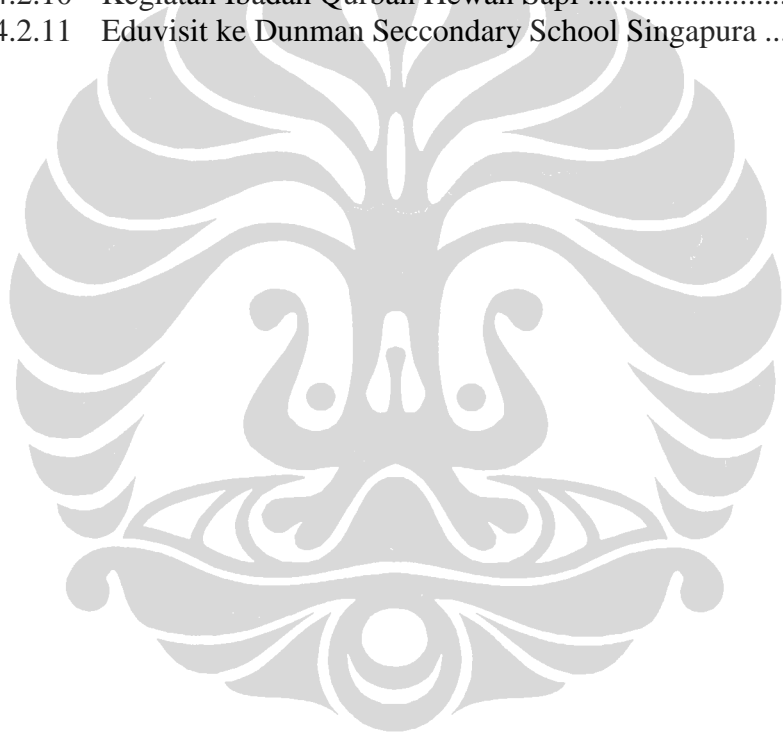 4.2.10 Kegiatan Ibadah Qurban Hewan Sapi ............................
4.2.11 Eduvisit ke Dunman Seccondary School Singapura ...